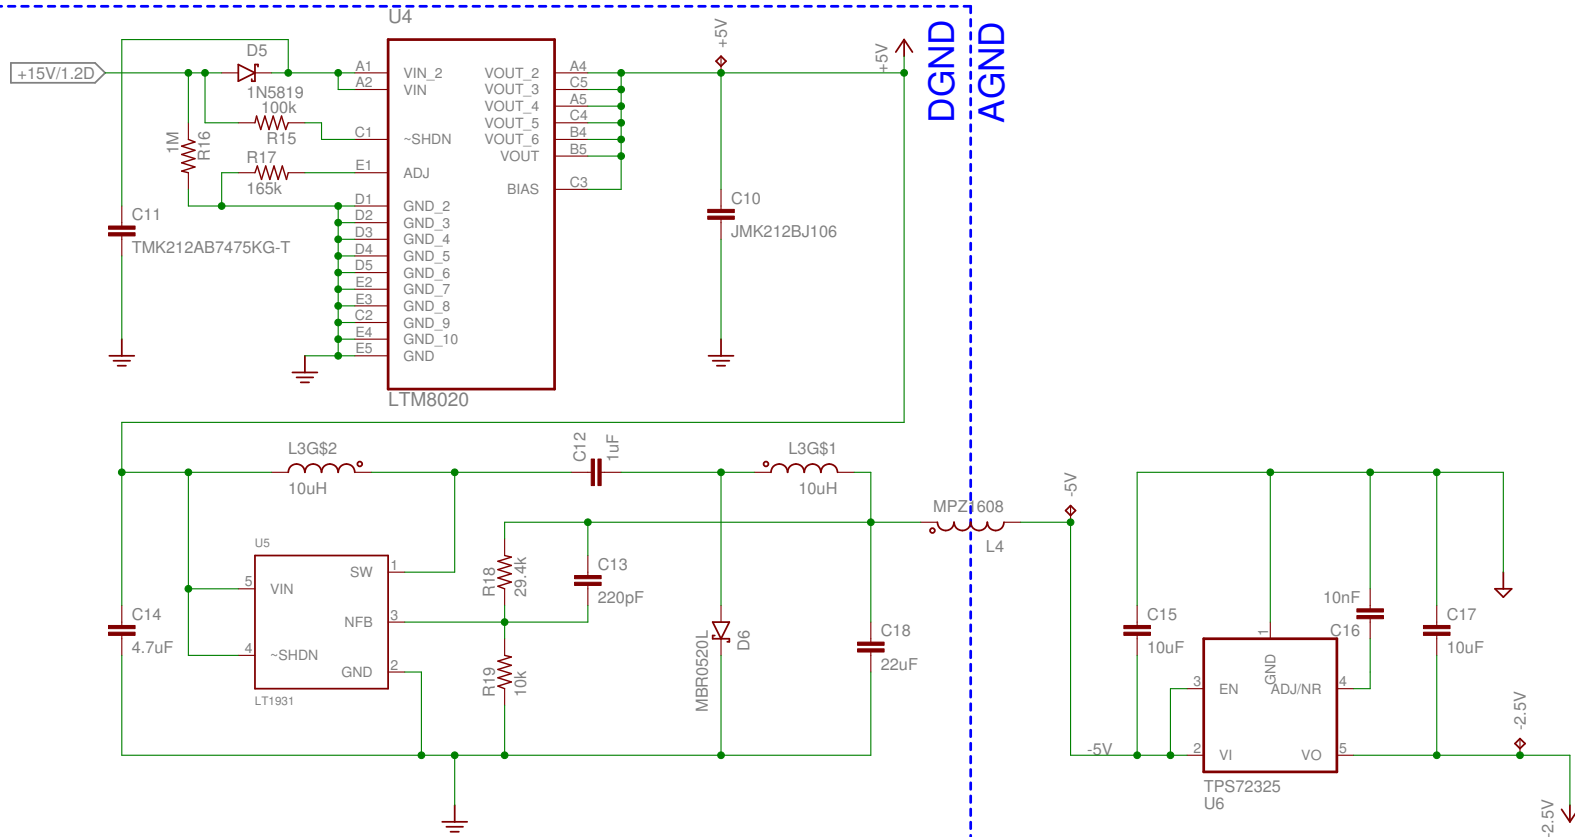 U4
DGND
AGND
+15V/1.2D
D5
1N5819
100k
R15
1M
R16
R17
165k
C11
TMK212AB7475KG-T
A1
A2
C1
E1
D1
D2
D3
D4
D5
E2
E3
C2
E4
E5
VIN_2
VIN
~SHDN
ADJ
GND_2
GND_3
GND_4
GND_5
GND_6
GND_7
GND_8
GND_9
GND_10
GND
VOUT_2
VOUT_3
VOUT_4
VOUT_5
VOUT_6
VOUT
BIAS
A4
C5
A5
C4
B4
B5
C3
LTM8020
+5V
+5V
C10
JMK212BJ106
L3G$2
10uH
C12
1uF
L3G$1
10uH
MPZ1608
L4
-5V
U5
5
VIN
4
~SHDN
SW
1
NFB
3
GND
2
LT1931
C14
4.7uF
R18
29.4k
C13
220pF
R19
10k
MBR0520L
D6
C18
22uF
C15
10uF
10nF
C16
C17
10uF
1
GND
3
EN
ADJ/NR
4
-5V
2
VI
VO
5
TPS72325
U6
-2.5V
-2.5V